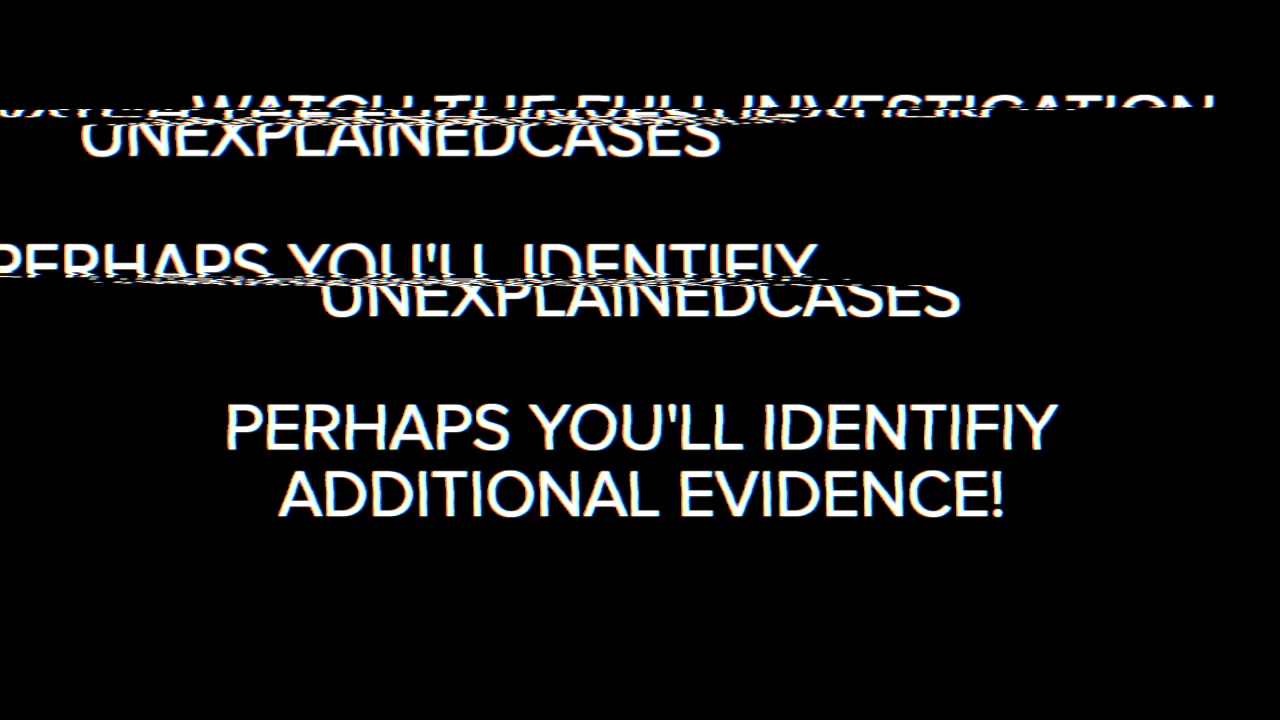 WATCH THE FULL INVESTIGATION
UNEXPLAINEDCASES
PERHAPS YOU'LL IDENTIFIY
UNEXPLAINEDCASES
PERHAPS YOU'LL IDENTIFIY
ADDITIONAL EVIDENCE!